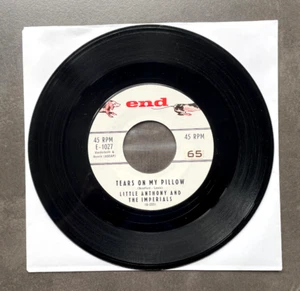 end
45 RPM
E-1027
45 RPM
65
TEARS ON MY PILLOW
LITTLE ANTHONY AND
THE IMPERIALS